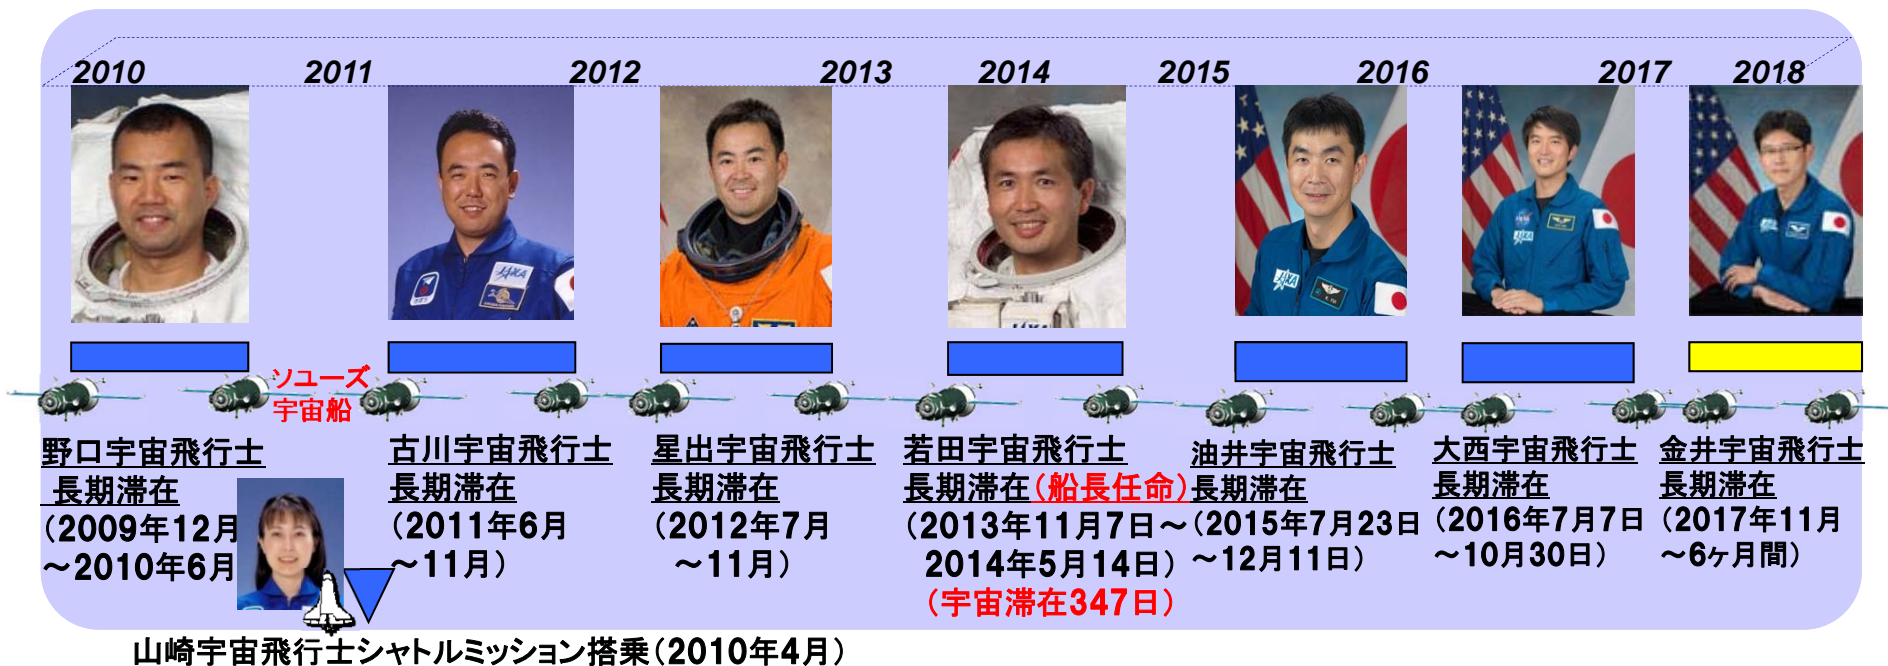 2010 2011 2012 2013 2014 2015 2016 2017 2018
ソユーズ
宇宙船
野口宇宙飛行士
長期滞在
(2009年12月
～2010年6月
古川宇宙飛行士
長期滞在
(2011年6月
～11月)
星出宇宙飛行士
長期滞在
(2012年7月
～11月)
若田宇宙飛行士
長期滞在(船長任命)
(2013年11月7日～
2014年5月14日)
(宇宙滞在347日)
油井宇宙飛行士
長期滞在
(2015年7月23日
～12月11日)
大西宇宙飛行士
長期滞在
(2016年7月7日
～10月30日)
金井宇宙飛行士
長期滞在
(2017年11月
～6ヶ月間)
山崎宇宙飛行士シャトルミッション搭乗(2010年4月)